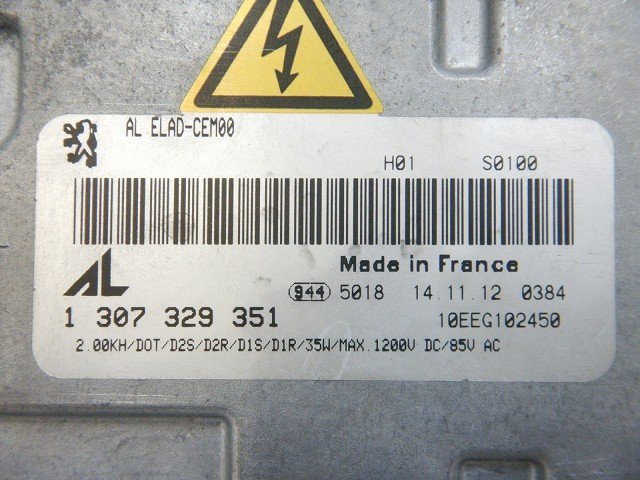 AL ELAD-CEM00
H01 S0100
AL
Made in France
944 5018 14.11.12 0384
1 307 329 351 10EEG102450
2.00KH/DOT/D2S/D2R/D1S/D1R/35W/MAX.1200V DC/85V AC